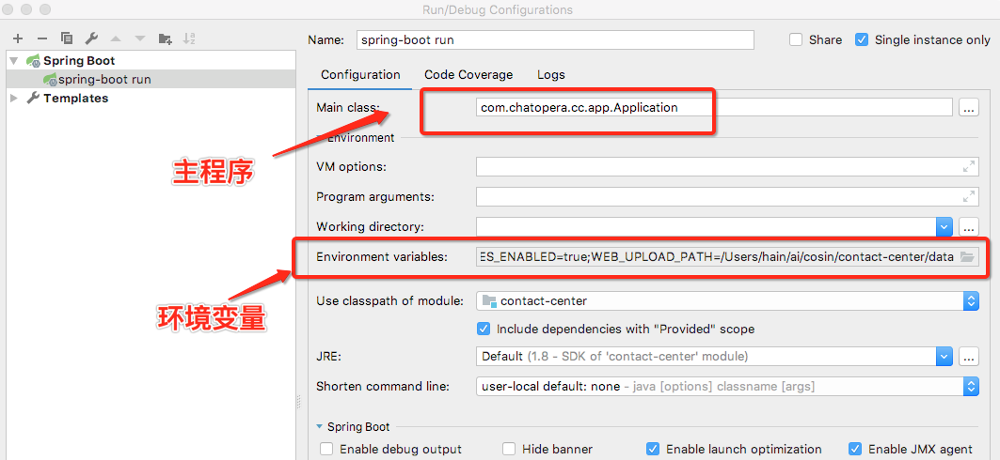 Run/Debug Configurations
Name: spring-boot run Share Single instance only
Spring Boot
spring-boot run
Templates
Configuration Code Coverage Logs
Main class: com.chatopera.cc.app.Application ...
主程序
Environment
VM options:
Program arguments:
Working directory: ...
Environment variables: ES_ENABLED=true;WEB_UPLOAD_PATH=/Users/hain/ai/cosin/contact-center/data
环境变量
Use classpath of module: contact-center
Include dependencies with "Provided" scope
JRE: Default (1.8 - SDK of 'contact-center' module) ...
Shorten command line: user-local default: none - java [options] classname [args]
Spring Boot
Enable debug output Hide banner Enable launch optimization Enable JMX agent